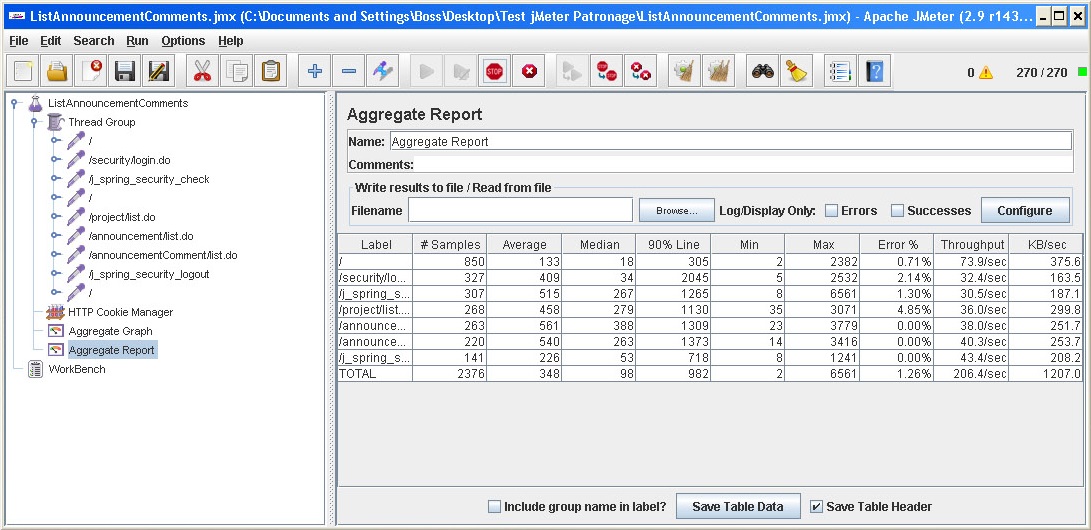 ListAnnouncementComments.jmx (C:\Documents and Settings\Boss\Desktop\Test jMeter Patronage\ListAnnouncementComments.jmx) - Apache JMeter (2.9 r143...
File Edit Search Run Options Help
STOP
0 270 / 270
ListAnnouncementComments
Thread Group
/
/security/login.do
/j_spring_security_check
/
/project/list.do
/announcement/list.do
/announcementComment/list.do
/j_spring_security_logout
/
HTTP Cookie Manager
Aggregate Graph
Aggregate Report
WorkBench
Aggregate Report
Name: Aggregate Report
Comments:
Write results to file / Read from file
Filename Browse... Log/Display Only: Errors Successes Configure
Label # Samples Average Median 90% Line Min Max Error % Throughput KB/sec
/ 850 133 18 305 2 2382 0.71% 73.9/sec 375.6
/security/lo... 327 409 34 2045 5 2532 2.14% 32.4/sec 163.5
/j_spring_s... 307 515 267 1265 8 6561 1.30% 30.5/sec 187.1
/project/list.... 268 458 279 1130 35 3071 4.85% 36.0/sec 299.8
/announce... 263 561 388 1309 23 3779 0.00% 38.0/sec 251.7
/announce... 220 540 263 1373 14 3416 0.00% 40.3/sec 253.7
/j_spring_s... 141 226 53 718 8 1241 0.00% 43.4/sec 208.2
TOTAL 2376 348 98 982 2 6561 1.26% 206.4/sec 1207.0
Include group name in label? Save Table Data Save Table Header